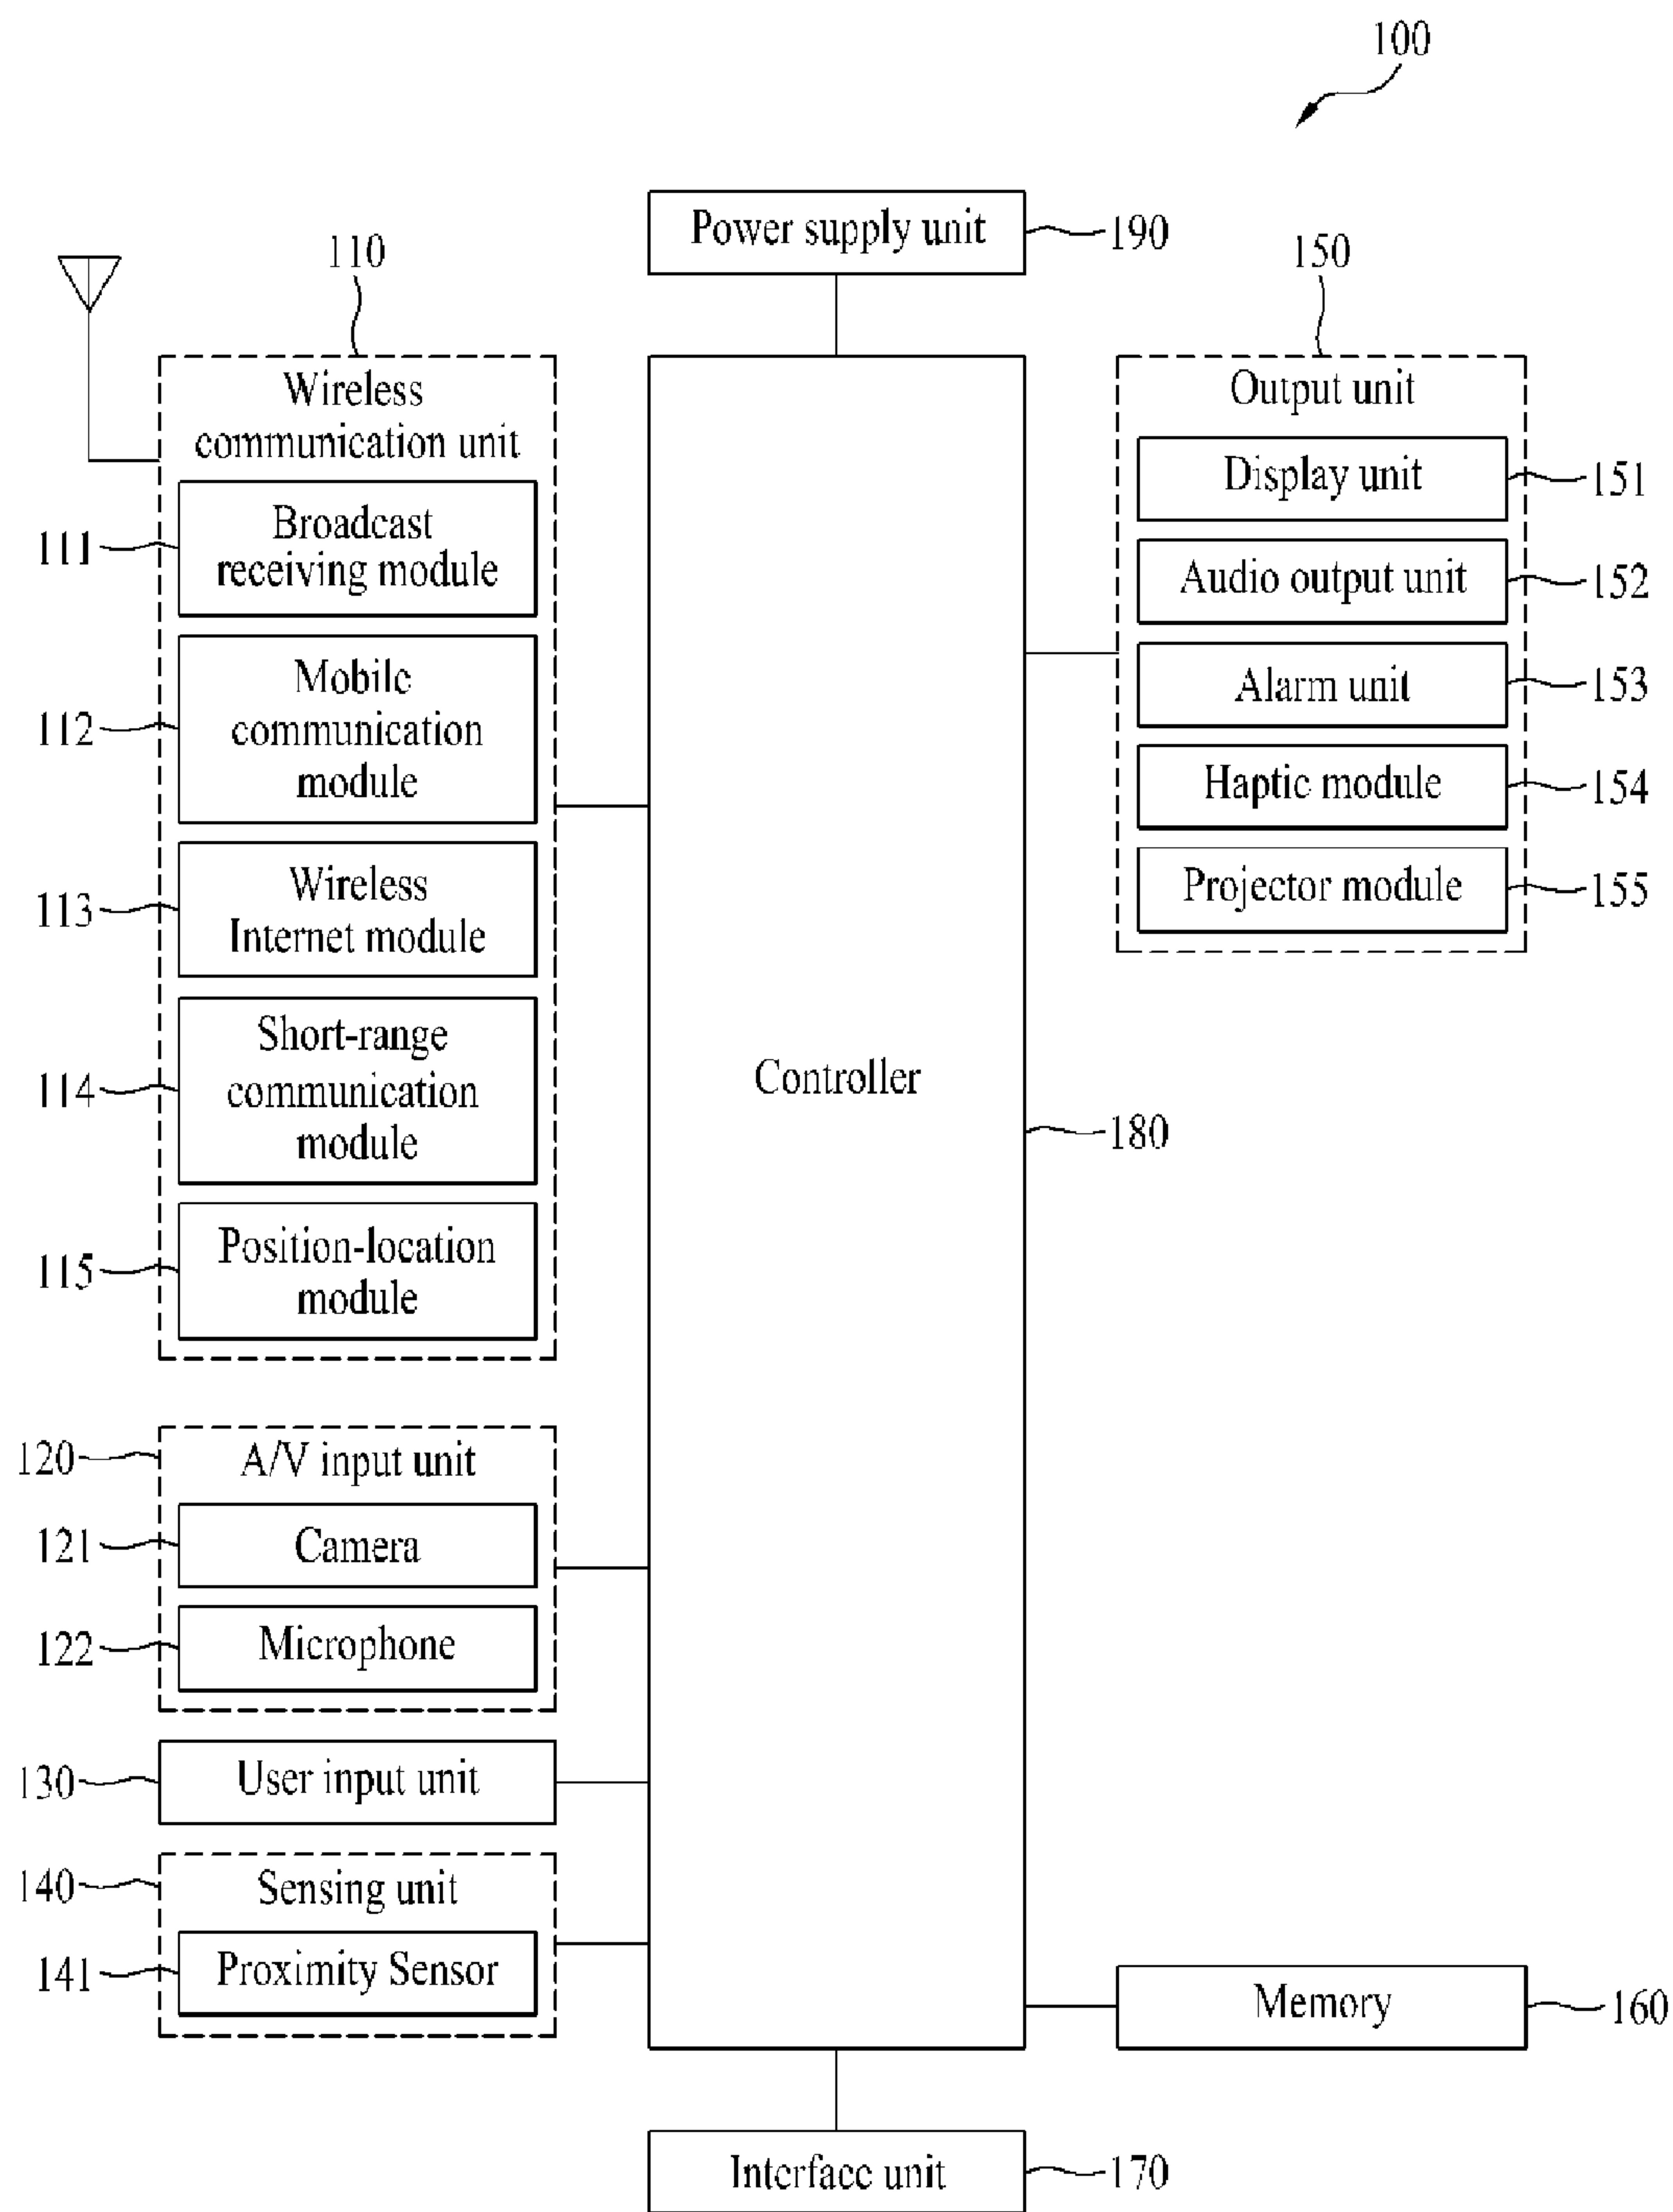 100
Power supply unit
190
110
Wireless
communication unit
111
Broadcast
receiving module
112
Mobile
communication
module
113
Wireless
Internet module
114
Short-range
communication
module
115
Position-location
module
120
A/V input unit
121
Camera
122
Microphone
130
User input unit
140
Sensing unit
141
Proximity Sensor
Controller
180
150
Output unit
Display unit
151
Audio output unit
152
Alarm unit
153
Haptic module
154
Projector module
155
Memory
160
Interface unit
170